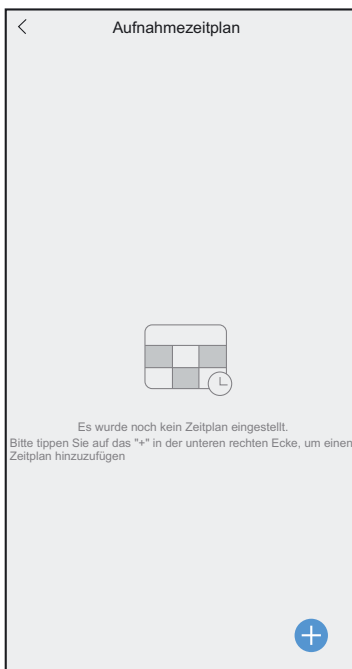 Aufnahmezeitplan
Es wurde noch kein Zeitplan eingestellt.
Bitte tippen Sie auf das "+" in der unteren rechten Ecke, um einen
Zeitplan hinzuzufügen